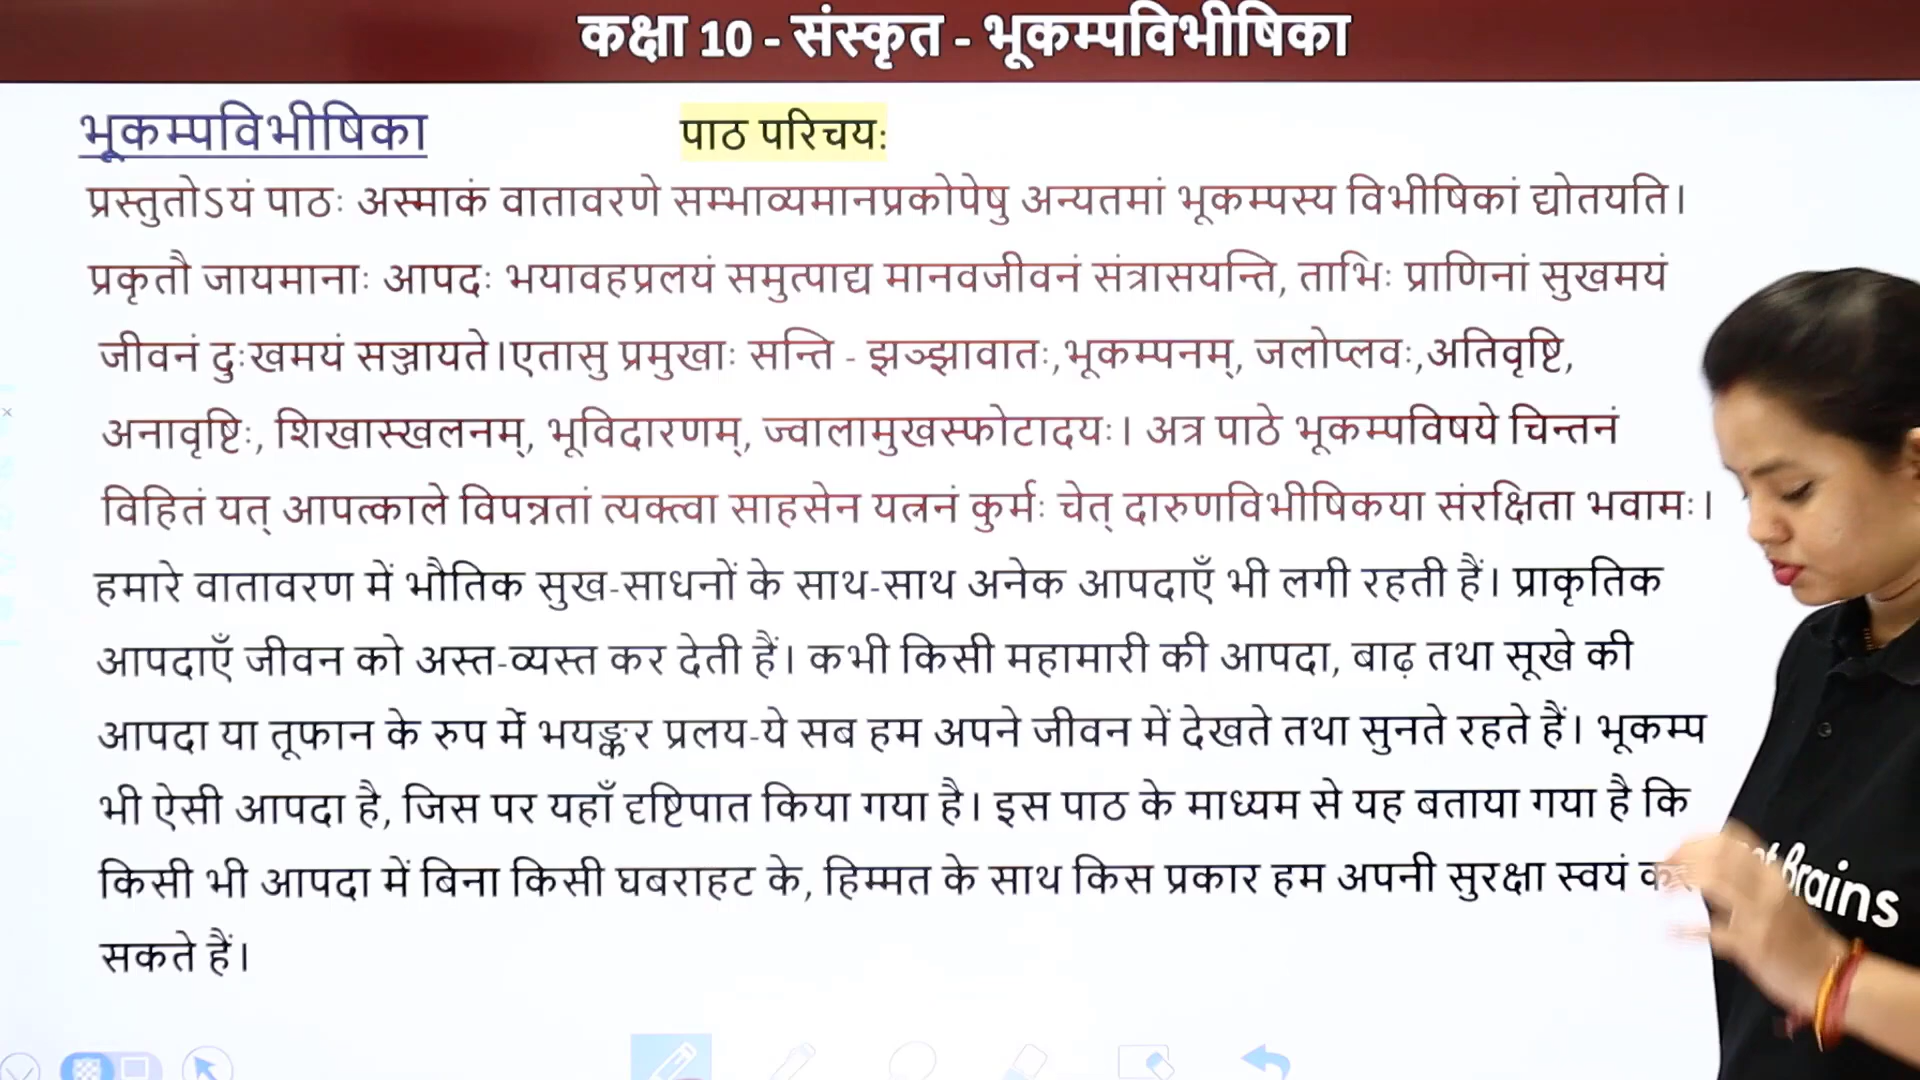 कक्षा 10 - संस्कृत - भूकम्पविभीषिका
भूकम्पविभीषिका
पाठ परिचयः
प्रस्तुतोऽयं पाठः अस्माकं वातावरणे सम्भाव्यमानप्रकोपेषु अन्यतमां भूकम्पस्य विभीषिकां द्योतयति।
प्रकृतौ जायमानाः आपदः भयावहप्रलयं समुत्पाद्य मानवजीवनं संत्रासयन्ति, ताभिः प्राणिनां सुखमयं
जीवनं दुःखमयं सञ्जायते।एतासु प्रमुखाः सन्ति - झञ्झावातः,भूकम्पनम्, जलोप्लवः,अतिवृष्टि,
अनावृष्टिः, शिखास्खलनम्, भूविदारणम्, ज्वालामुखस्फोटादयः। अत्र पाठे भूकम्पविषये चिन्तनं
विहितं यत् आपत्काले विपन्नतां त्यक्त्वा साहसेन यत्ननं कुर्मः चेत् दारुणविभीषिकया संरक्षिता भवामः।
हमारे वातावरण में भौतिक सुख-साधनों के साथ-साथ अनेक आपदाएँ भी लगी रहती हैं। प्राकृतिक
आपदाएँ जीवन को अस्त-व्यस्त कर देती हैं। कभी किसी महामारी की आपदा, बाढ़ तथा सूखे की
आपदा या तूफान के रुप में भयङ्कर प्रलय-ये सब हम अपने जीवन में देखते तथा सुनते रहते हैं। भूकम्प
भी ऐसी आपदा है, जिस पर यहाँ दृष्टिपात किया गया है। इस पाठ के माध्यम से यह बताया गया है कि
किसी भी आपदा में बिना किसी घबराहट के, हिम्मत के साथ किस प्रकार हम अपनी सुरक्षा स्वयं
सकते हैं।
Brains